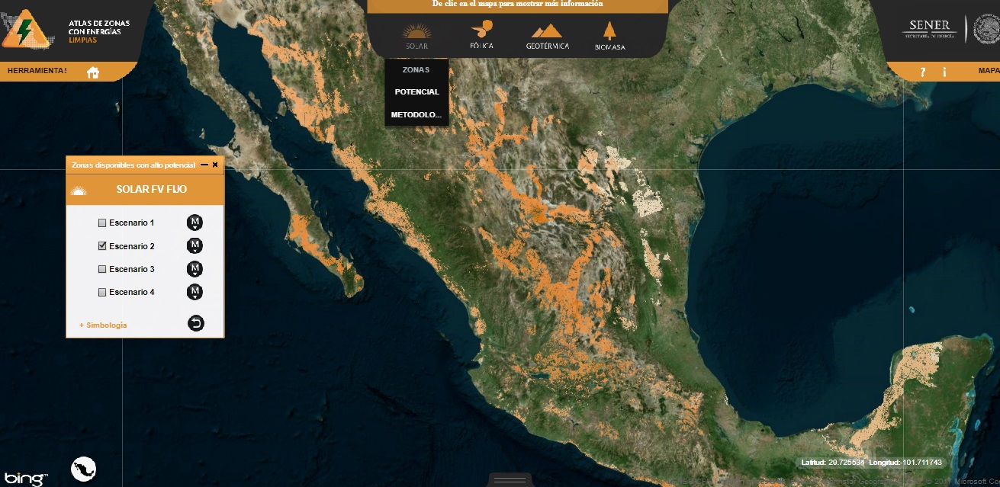 De clic en el mapa para mostrar más información
ATLAS DE ZONAS
CON ENERGÍAS
LIMPIAS
SOLAR
EÓLICA
GEOTÉRMICA
BIOMASA
SENER
SECRETARÍA DE ENERGÍA
HERRAMIENTAS
? i
MAPA
ZONAS
POTENCIAL
METODOLO...
Zonas disponibles con alto potencial
SOLAR FV FIJO
Escenario 1
M
Escenario 2
M
Escenario 3
M
Escenario 4
M
+ Simbología
Latitud: 29.725534 Longitud:-101.711743
bing
Microsoft Co